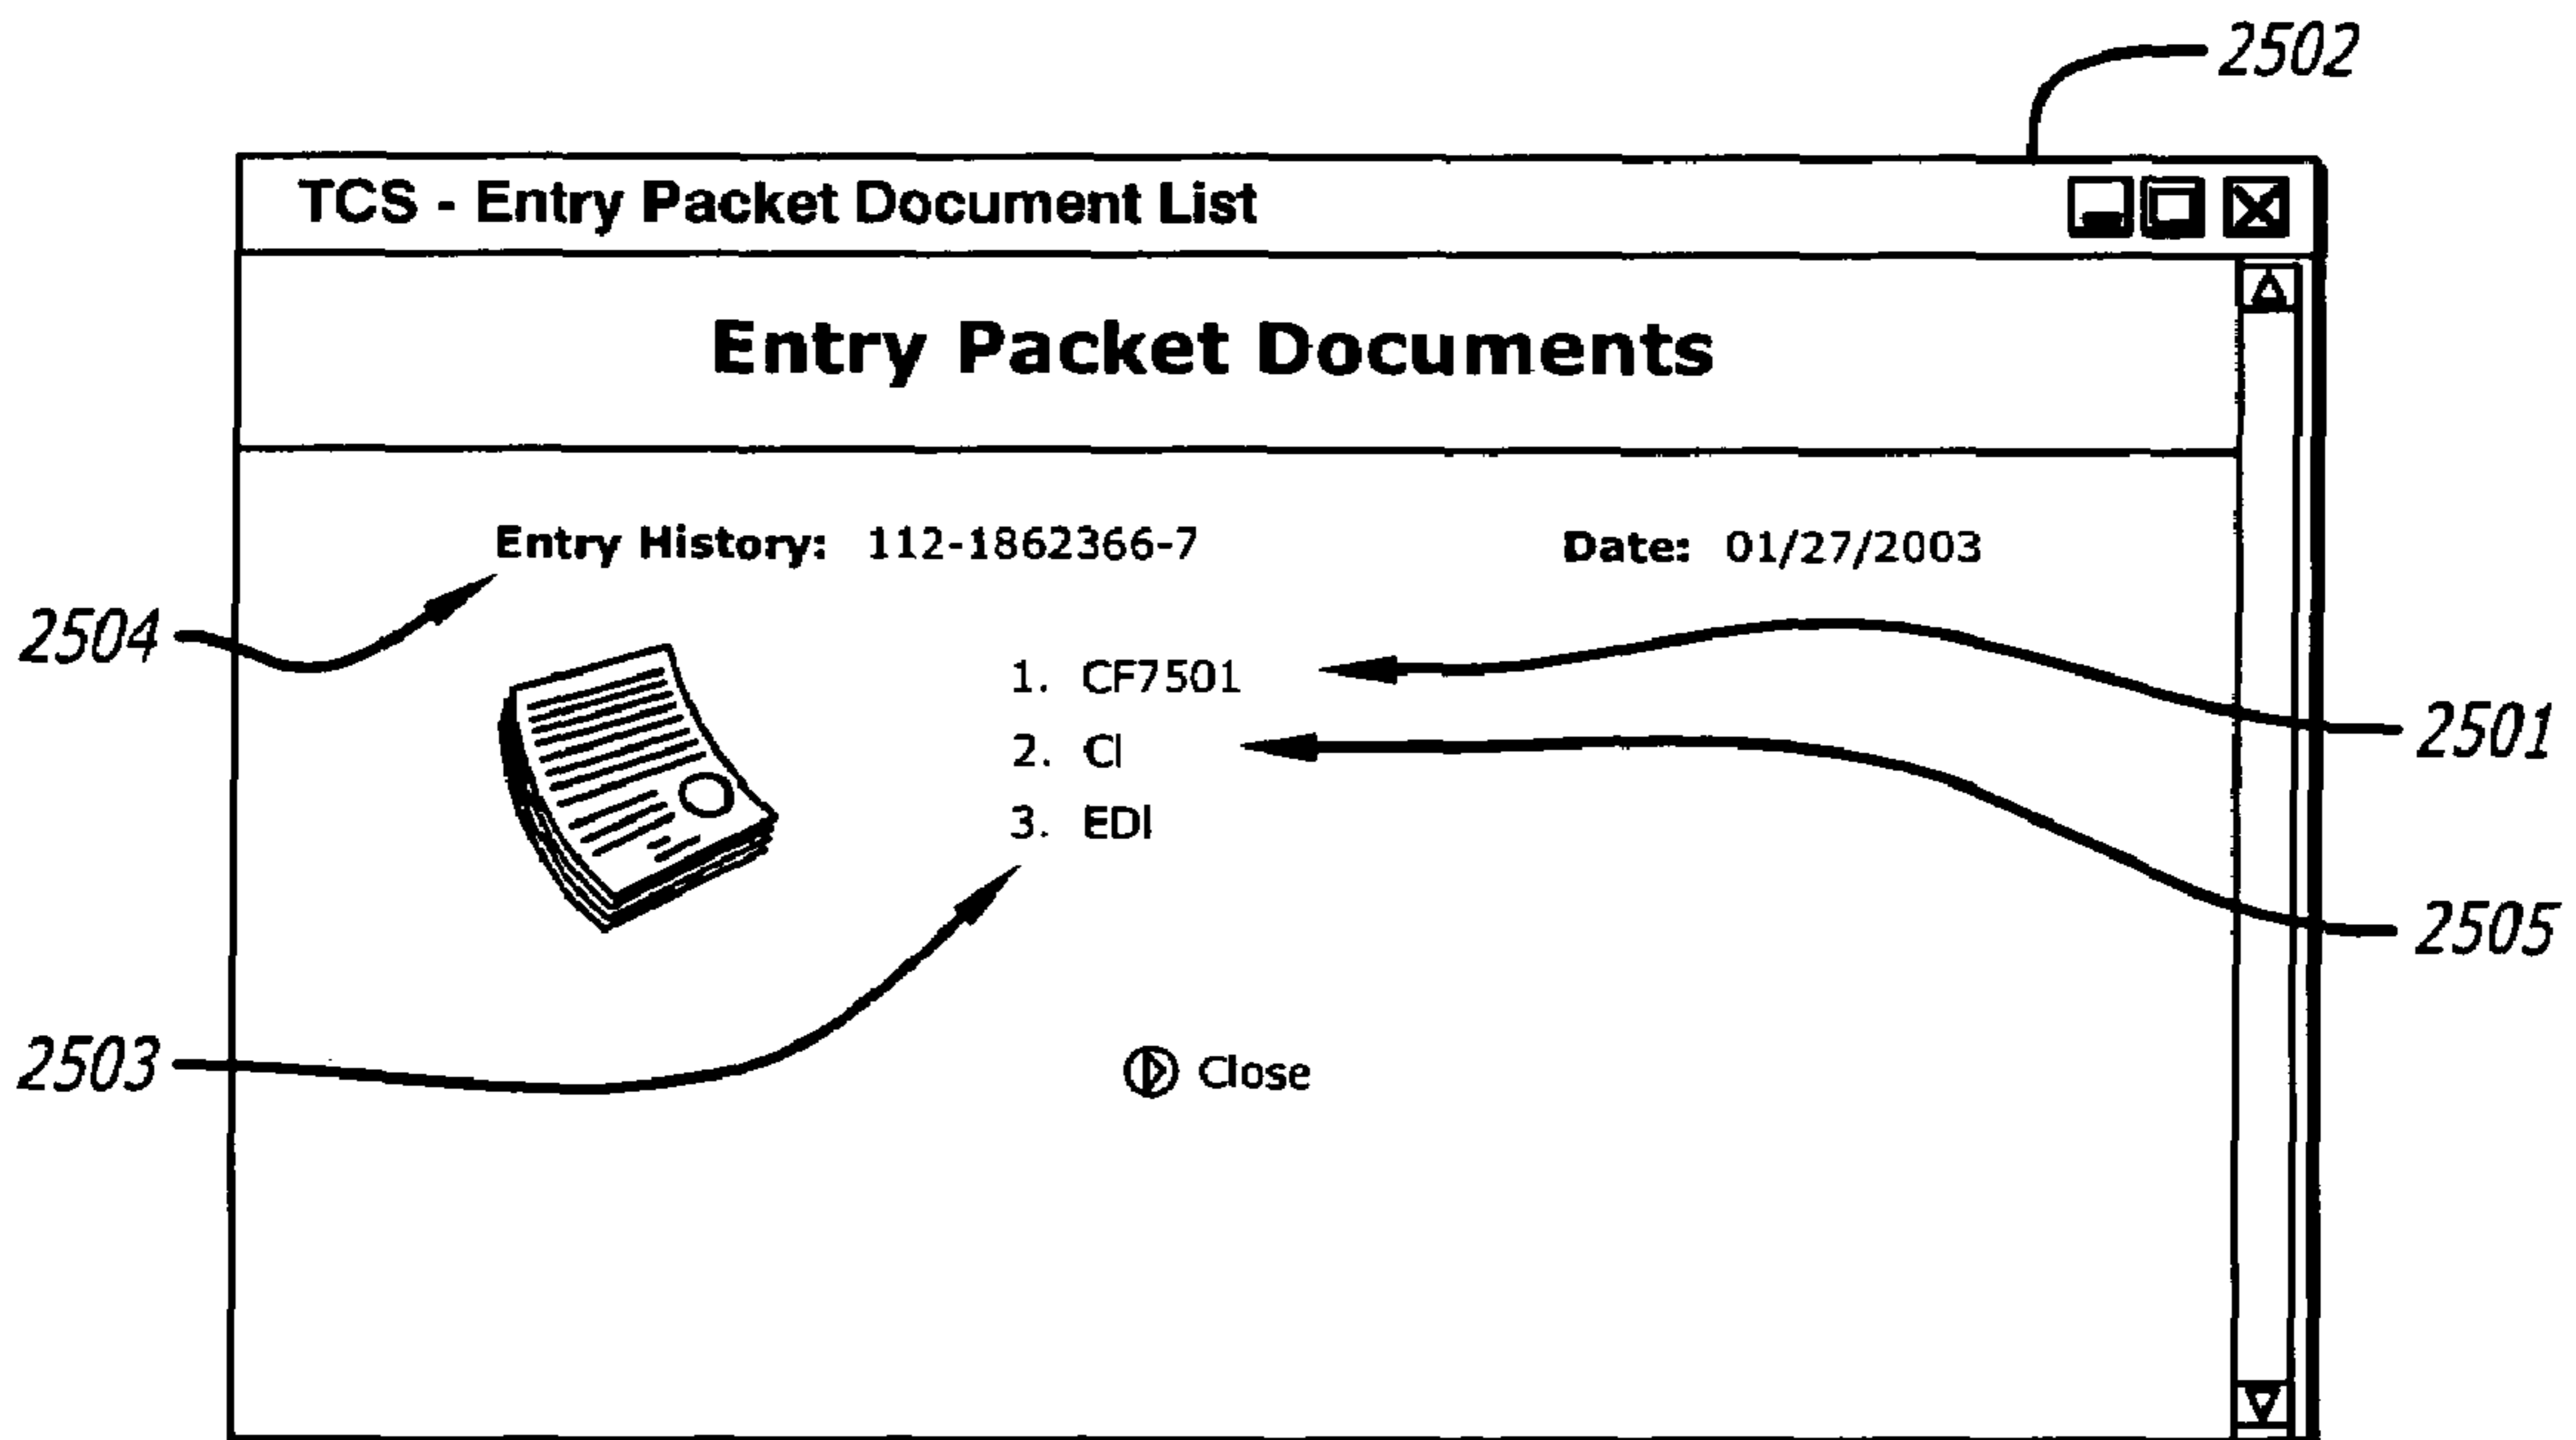 2502
TCS - Entry Packet Document List
Entry Packet Documents
Entry History: 112-1862366-7 Date: 01/27/2003
2504
1. CF7501
2501
2. CI
3. EDI
2505
2503
Close